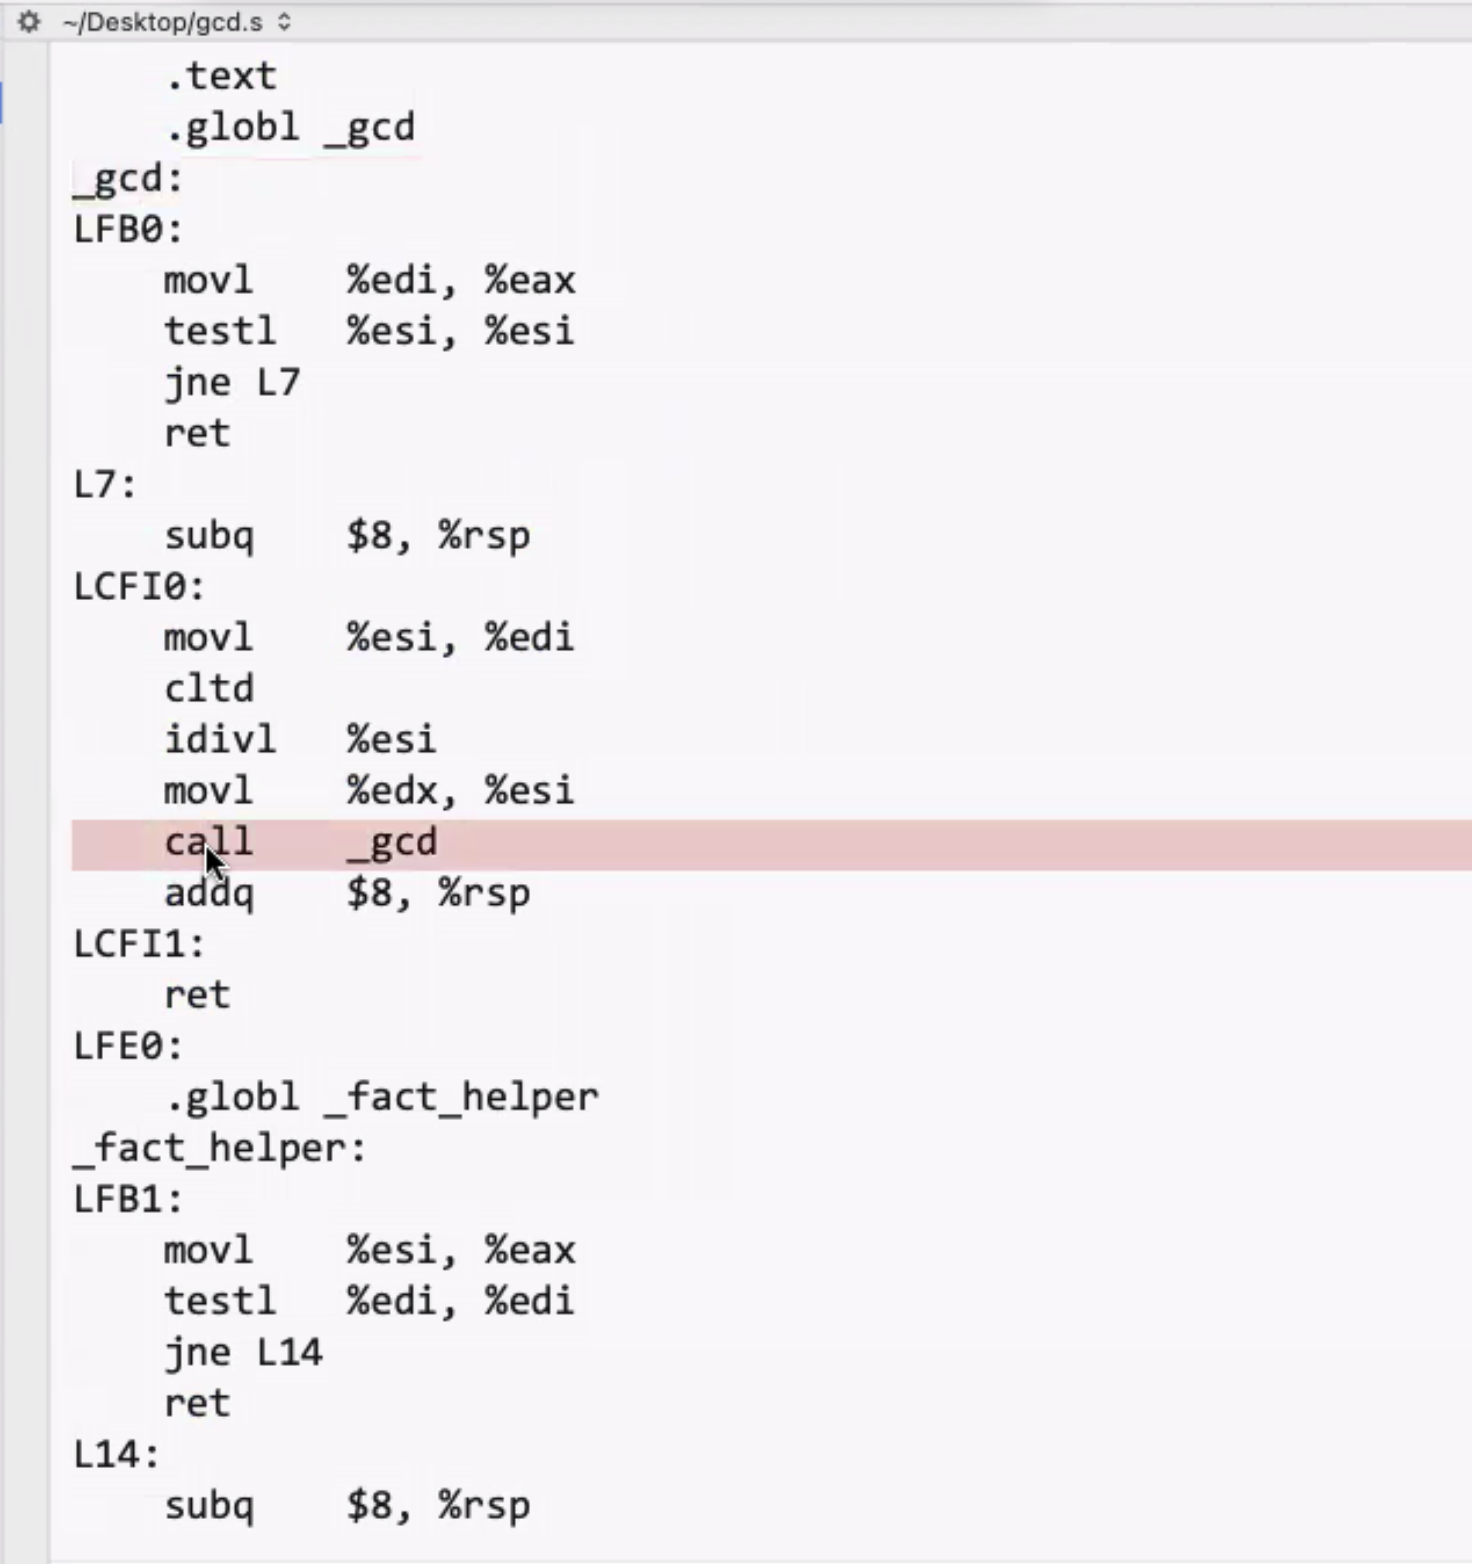 ~/Desktop/gcd.s
.text
.globl _gcd
_gcd:
LFB0:
movl %edi, %eax
testl %esi, %esi
jne L7
ret
L7:
subq $8, %rsp
LCFI0:
movl %esi, %edi
cltd
idivl %esi
movl %edx, %esi
call _gcd
addq $8, %rsp
LCFI1:
ret
LFE0:
.globl _fact_helper
_fact_helper:
LFB1:
movl %esi, %eax
testl %edi, %edi
jne L14
ret
L14:
subq $8, %rsp